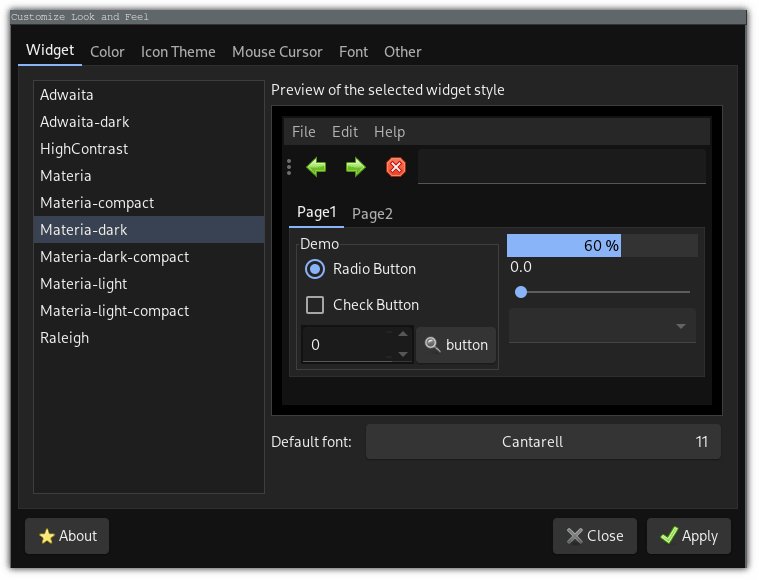 Customize Look and Feel
Widget Color Icon Theme Mouse Cursor Font Other
Adwaita
Adwaita-dark
HighContrast
Materia
Materia-compact
Materia-dark
Materia-dark-compact
Materia-light
Materia-light-compact
Raleigh
Preview of the selected widget style
File Edit Help
Page1 Page2
Demo
Radio Button
Check Button
0 button
60 %
0.0
Default font: Cantarell 11
About Close Apply